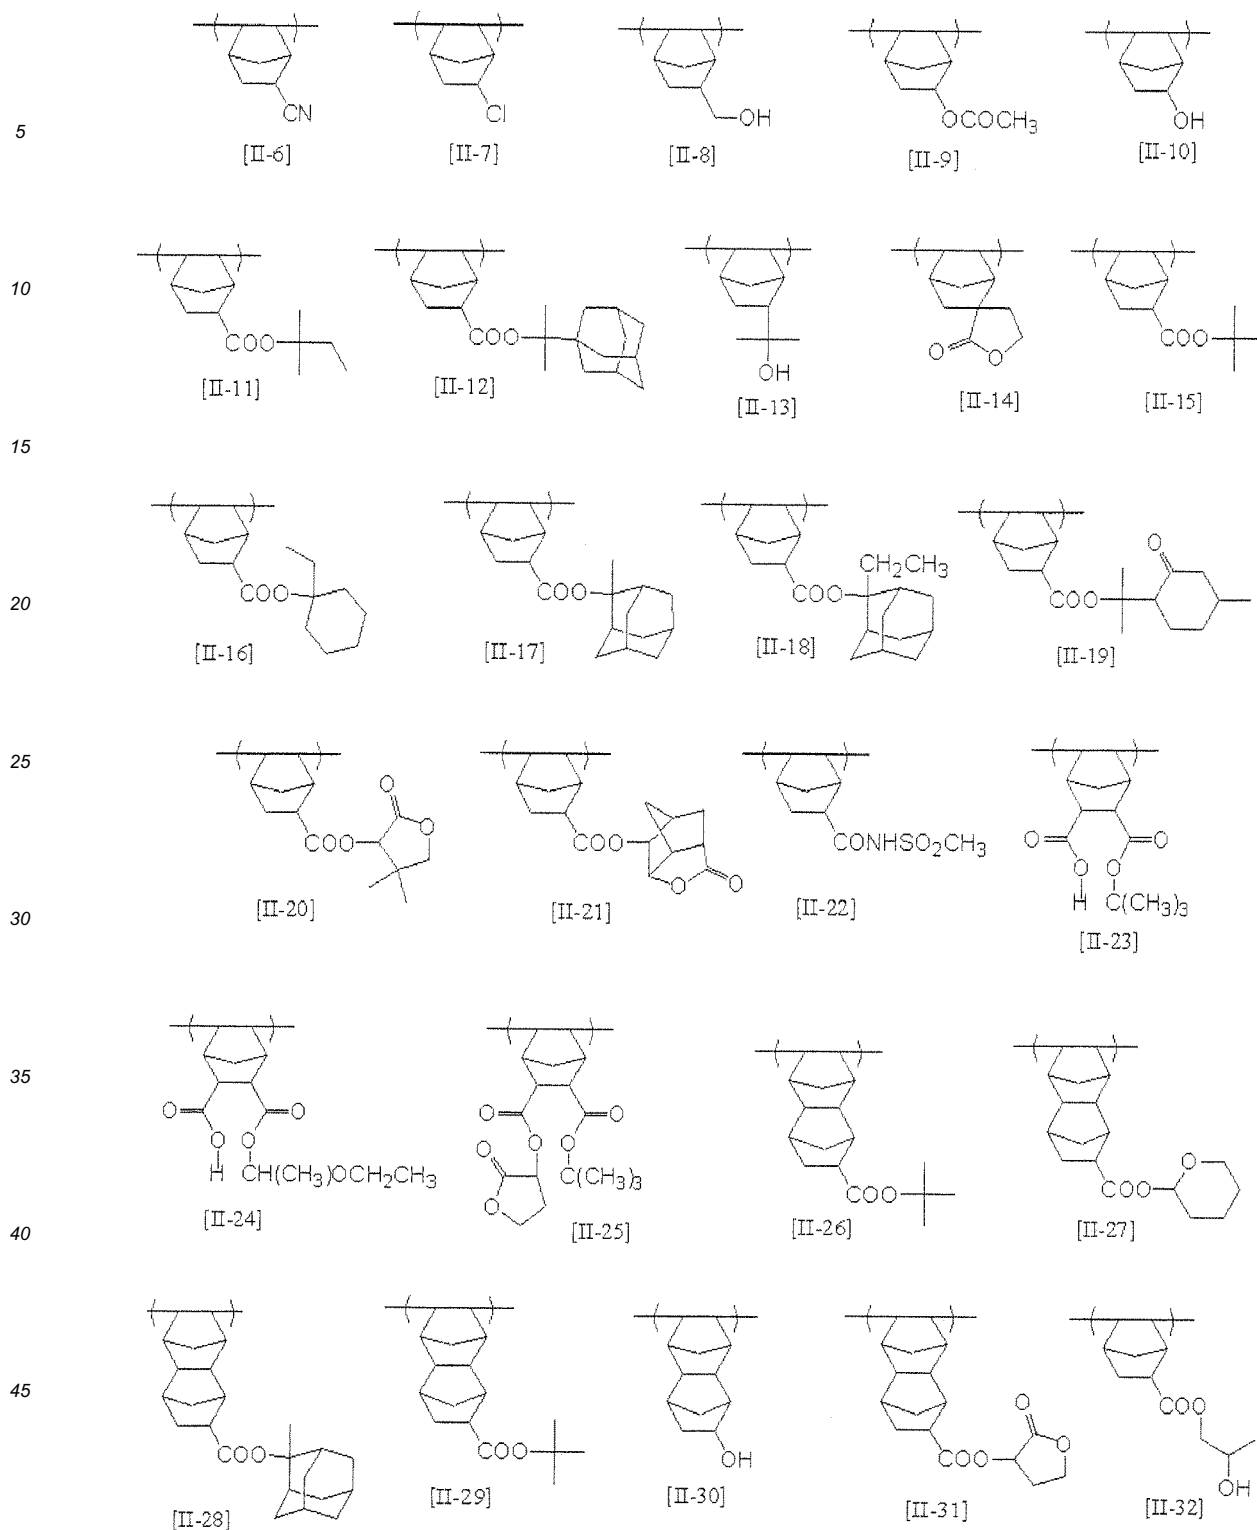 CN Cl OH OCOCH3 OH
5
[II-6] [II-7] [II-8] [II-9] [II-10]
10
COO COO OH O O COO
[II-11] [II-12] [II-13] [II-14] [II-15]
15
CH2CH3 O
COO COO COO COO
20
[II-16] [II-17] [II-18] [II-19]
25
O O O O
COO COO O O CONHSO2CH3 O O
[II-20] [II-21] [II-22] H C(CH3)3
30
[II-23]
35
O O O O
O O O O O
H CH(CH3)OCH2CH3 O C(CH3)3 COO COO
[II-24] [II-25] [II-26] [II-27]
40
45
O O COO
COO COO OH COO OH
[II-28] [II-29] [II-30] [II-31] [II-32]